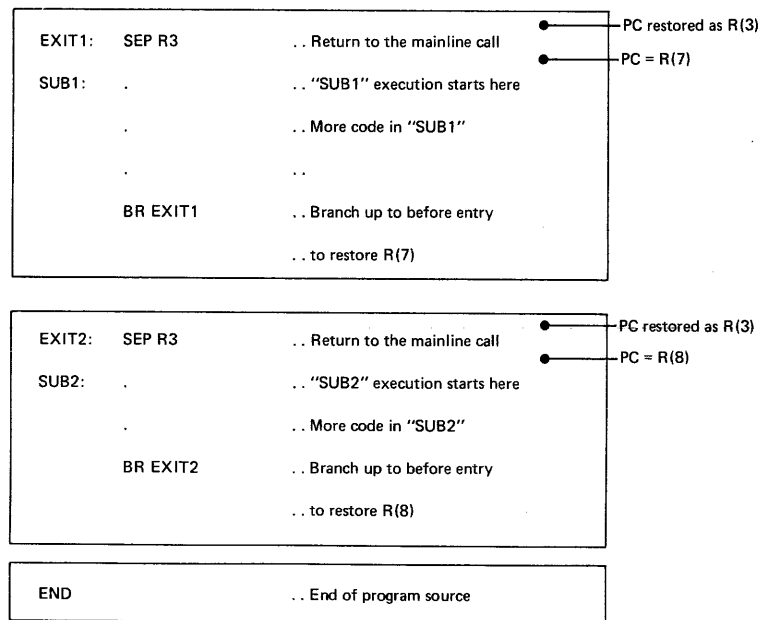 PC restored as R(3)
EXIT1: SEP R3 . . Return to the mainline call
PC = R(7)
SUB1: . . . "SUB1" execution starts here
. . . More code in "SUB1"
. . .
BR EXIT1 . . Branch up to before entry
. . to restore R(7)
PC restored as R(3)
EXIT2: SEP R3 . . Return to the mainline call
PC = R(8)
SUB2: . . . "SUB2" execution starts here
. . . More code in "SUB2"
BR EXIT2 . . Branch up to before entry
. . to restore R(8)
END . . End of program source